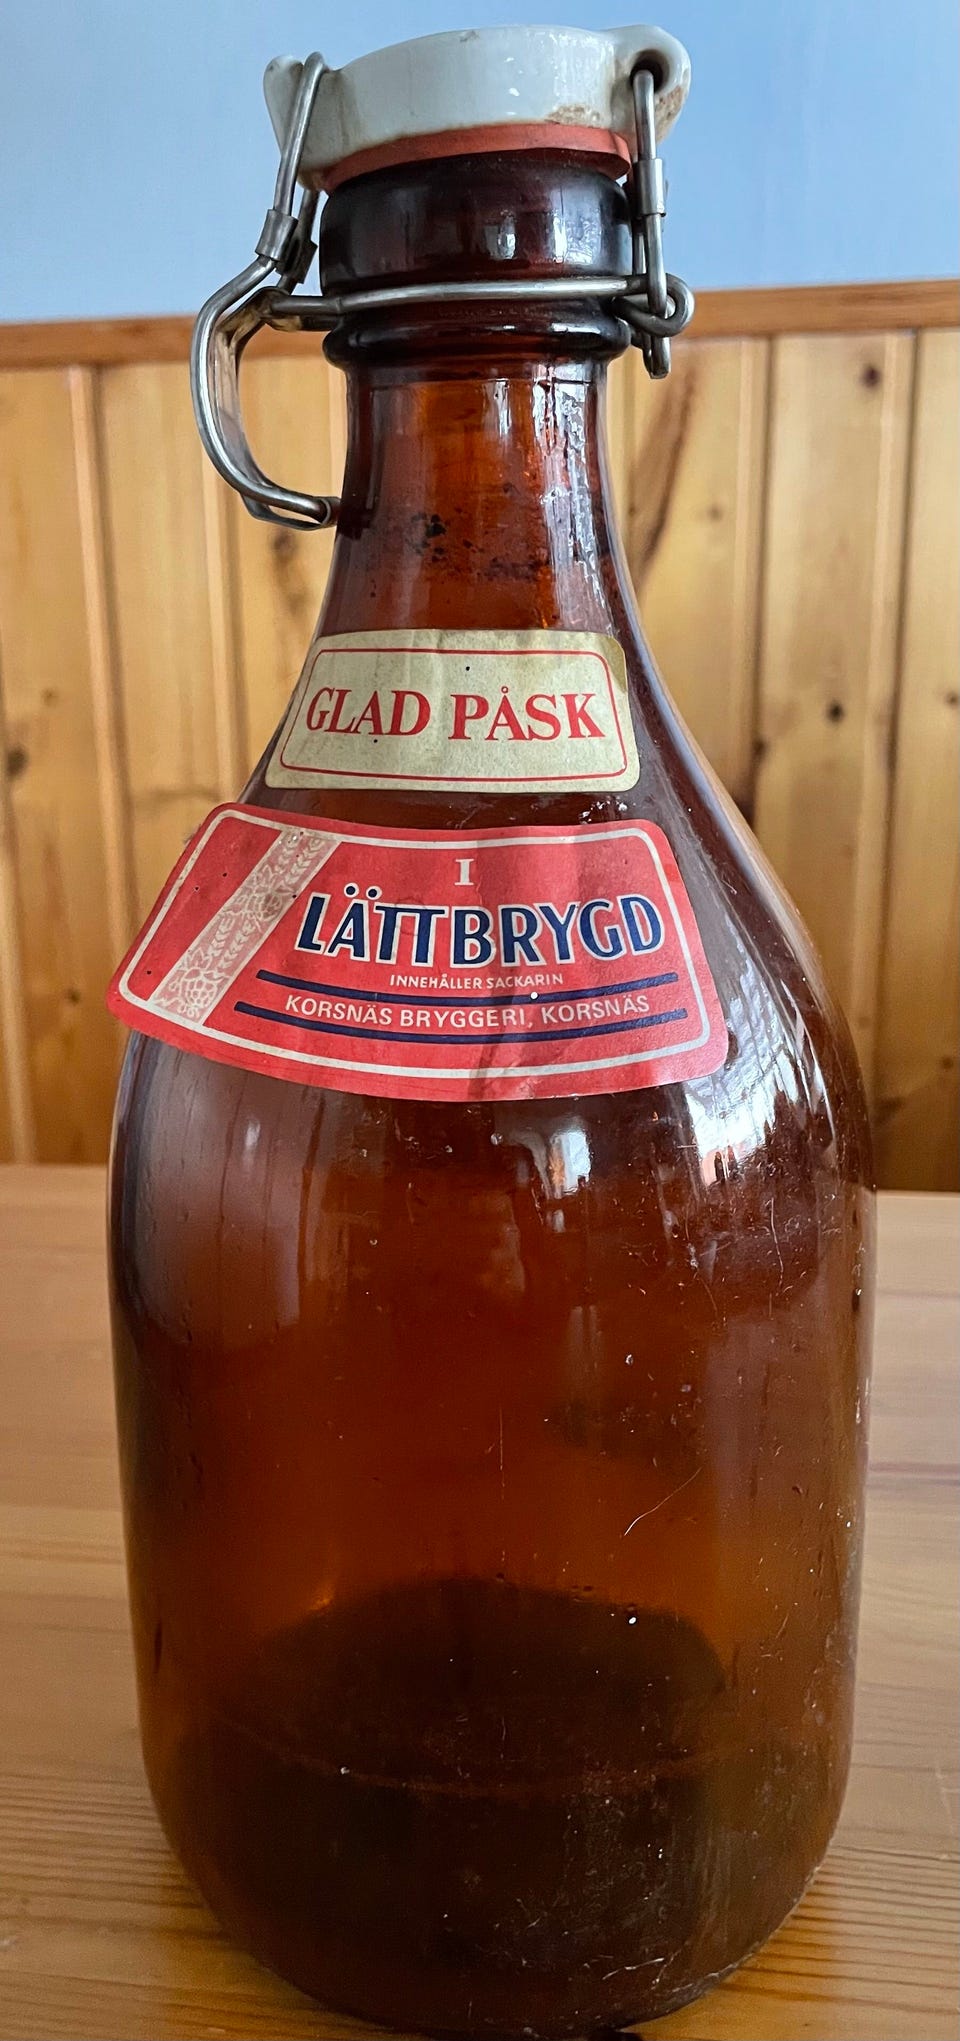 GLAD PÅSK
I
LÄTTBRYGD
INNEHÅLLER SACKARIN
KORSNÄS BRYGGERI, KORSNÄS